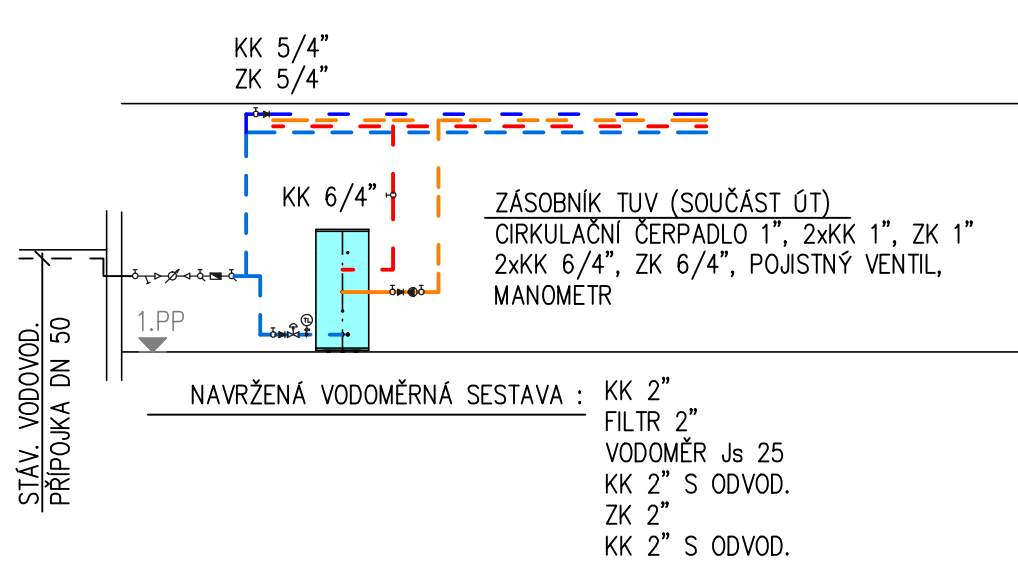 KK 5/4”
ZK 5/4”
KK 6/4”
ZÁSOBNÍK TUV (SOUČÁST ÚT)
CIRKULAČNÍ ČERPADLO 1”, 2xKK 1”, ZK 1”
2xKK 6/4”, ZK 6/4”, POJISTNÝ VENTIL,
MANOMETR
1.PP
STÁV. VODOVOD.
PŘÍPOJKA DN 50
NAVRŽENÁ VODOMĚRNÁ SESTAVA :
KK 2”
FILTR 2”
VODOMĚR Js 25
KK 2” S ODVOD.
ZK 2”
KK 2” S ODVOD.